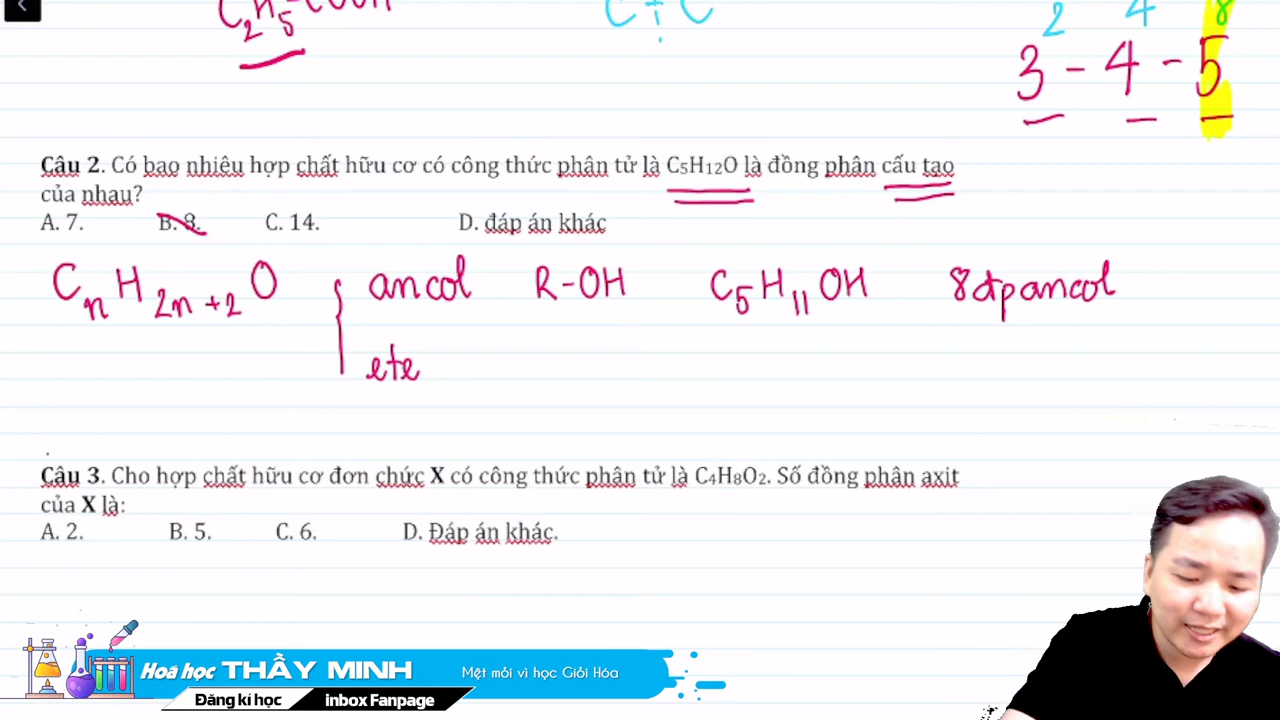 C2H5-COOH
C + C
2 4 8
3 - 4 - 5
Câu 2. Có bao nhiêu hợp chất hữu cơ có công thức phân tử là C₅H₁₂O là đồng phân cấu tạo
của nhau?
A. 7. B. 8. C. 14. D. đáp án khác
CnH2n+2O ancol R-OH C5H11OH 8đp ancol
ete
Câu 3. Cho hợp chất hữu cơ đơn chức X có công thức phân tử là C₄H₈O₂. Số đồng phân axit
của X là:
A. 2. B. 5. C. 6. D. Đáp án khác.
Hoá học THẦY MINH Mệt mỏi vì học Giỏi Hóa
Đăng kí học inbox Fanpage